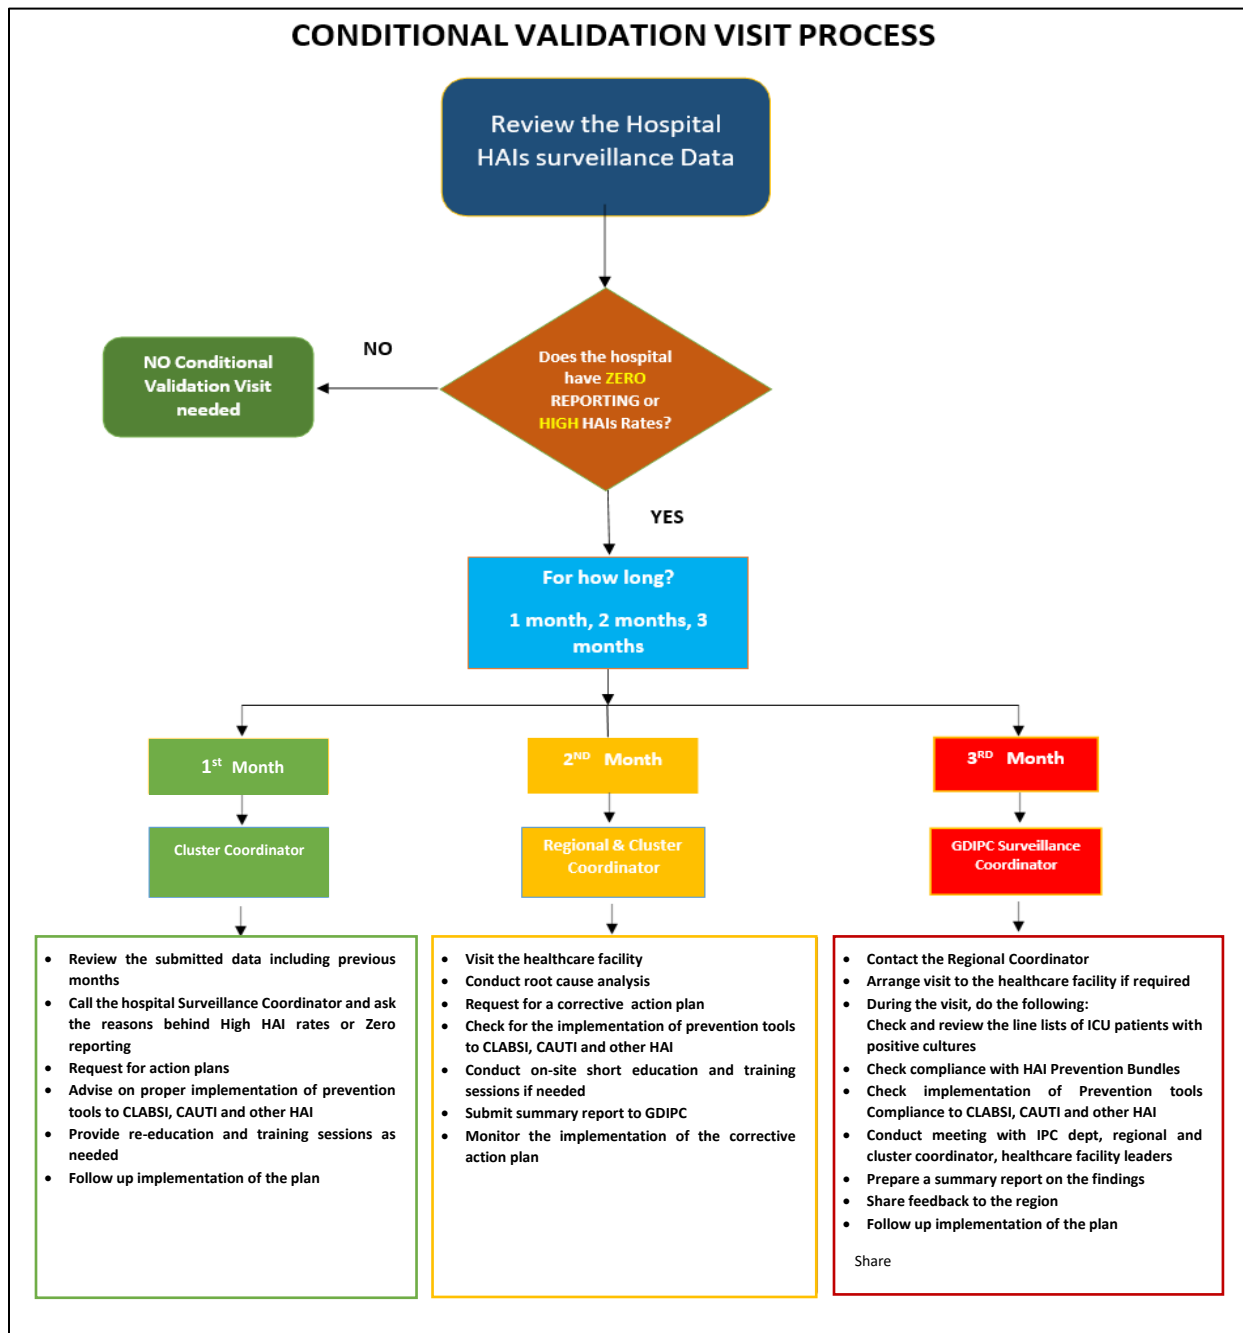 CONDITIONAL VALIDATION VISIT PROCESS
Review the Hospital
HAIs surveillance Data
Does the hospital
have ZERO
REPORTING or
HIGH HAIs Rates?
NO
NO Conditional
Validation Visit
needed
YES
For how long?
1 month, 2 months, 3
months
1st Month
2ND Month
3RD Month
Cluster Coordinator
Regional & Cluster
Coordinator
GDIPC Surveillance
Coordinator
• Review the submitted data including previous
months
• Call the hospital Surveillance Coordinator and ask
the reasons behind High HAI rates or Zero
reporting
• Request for action plans
• Advise on proper implementation of prevention
tools to CLABSI, CAUTI and other HAI
• Provide re-education and training sessions as
needed
• Follow up implementation of the plan
• Visit the healthcare facility
• Conduct root cause analysis
• Request for a corrective action plan
• Check for the implementation of prevention tools
to CLABSI, CAUTI and other HAI
• Conduct on-site short education and training
sessions if needed
• Submit summary report to GDIPC
• Monitor the implementation of the corrective
action plan
• Contact the Regional Coordinator
• Arrange visit to the healthcare facility if required
• During the visit, do the following:
Check and review the line lists of ICU patients with
positive cultures
• Check compliance with HAI Prevention Bundles
• Check implementation of Prevention tools
Compliance to CLABSI, CAUTI and other HAI
• Conduct meeting with IPC dept, regional and
cluster coordinator, healthcare facility leaders
• Prepare a summary report on the findings
• Share feedback to the region
• Follow up implementation of the plan
Share